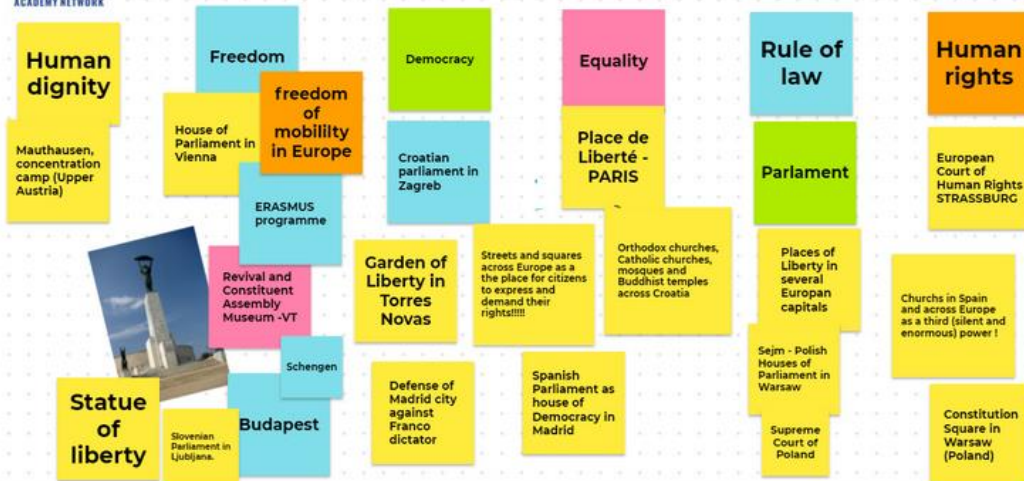 ACADEMY NETWORK
Human
dignity
Mauthausen,
concentration
camp (Upper
Austria)
Freedom
freedom
of
mobililty
in Europe
House of
Parliament in
Vienna
ERASMUS
programme
Revival and
Constituent
Assembly
Museum -VT
Schengen
Statue
of
liberty
Slovenian
Parliament in
Ljubljana.
Budapest
Democracy
Croatian
parliament in
Zagreb
Garden of
Liberty in
Torres
Novas
Defense of
Madrid city
against
Franco
dictator
Streets and squares
across Europe as a
the place for citizens
to express and
demand their
rights!!!!!
Spanish
Parliament as
house of
Democracy in
Madrid
Equality
Place de
Liberté -
PARIS
Orthodox churches,
Catholic churches,
mosques and
Buddhist temples
across Croatia
Rule of
law
Parlament
Places of
Liberty in
several
Europan
capitals
Sejm - Polish
Houses of
Parliament in
Warsaw
Supreme
Court of
Poland
Human
rights
European
Court of
Human Rights
STRASSBURG
Churchs in Spain
and across Europe
as a third (silent and
enormous) power !
Constitution
Square in
Warsaw
(Poland)